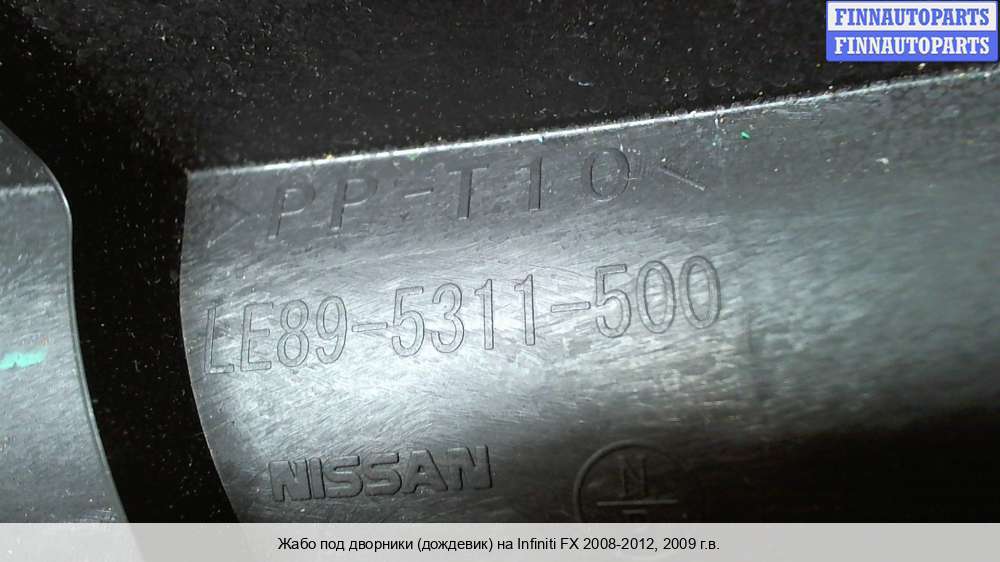 FINNAUTOPARTS
FINNAUTOPARTS
>PP-T10<
LE89-5311-500
NISSAN
N
Жабо под дворники (дождевик) на Infiniti FX 2008-2012, 2009 г.в.